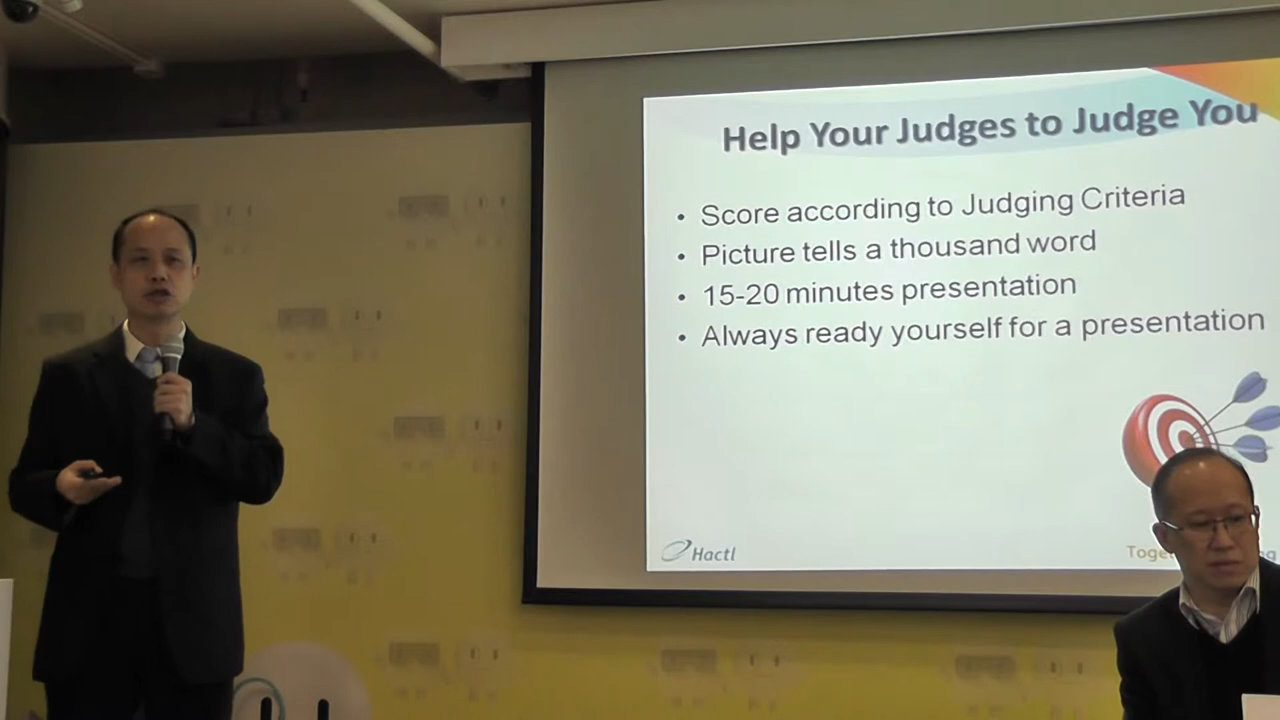 Help Your Judges to Judge You
• Score according to Judging Criteria
• Picture tells a thousand word
• 15-20 minutes presentation
• Always ready yourself for a presentation
Hactl